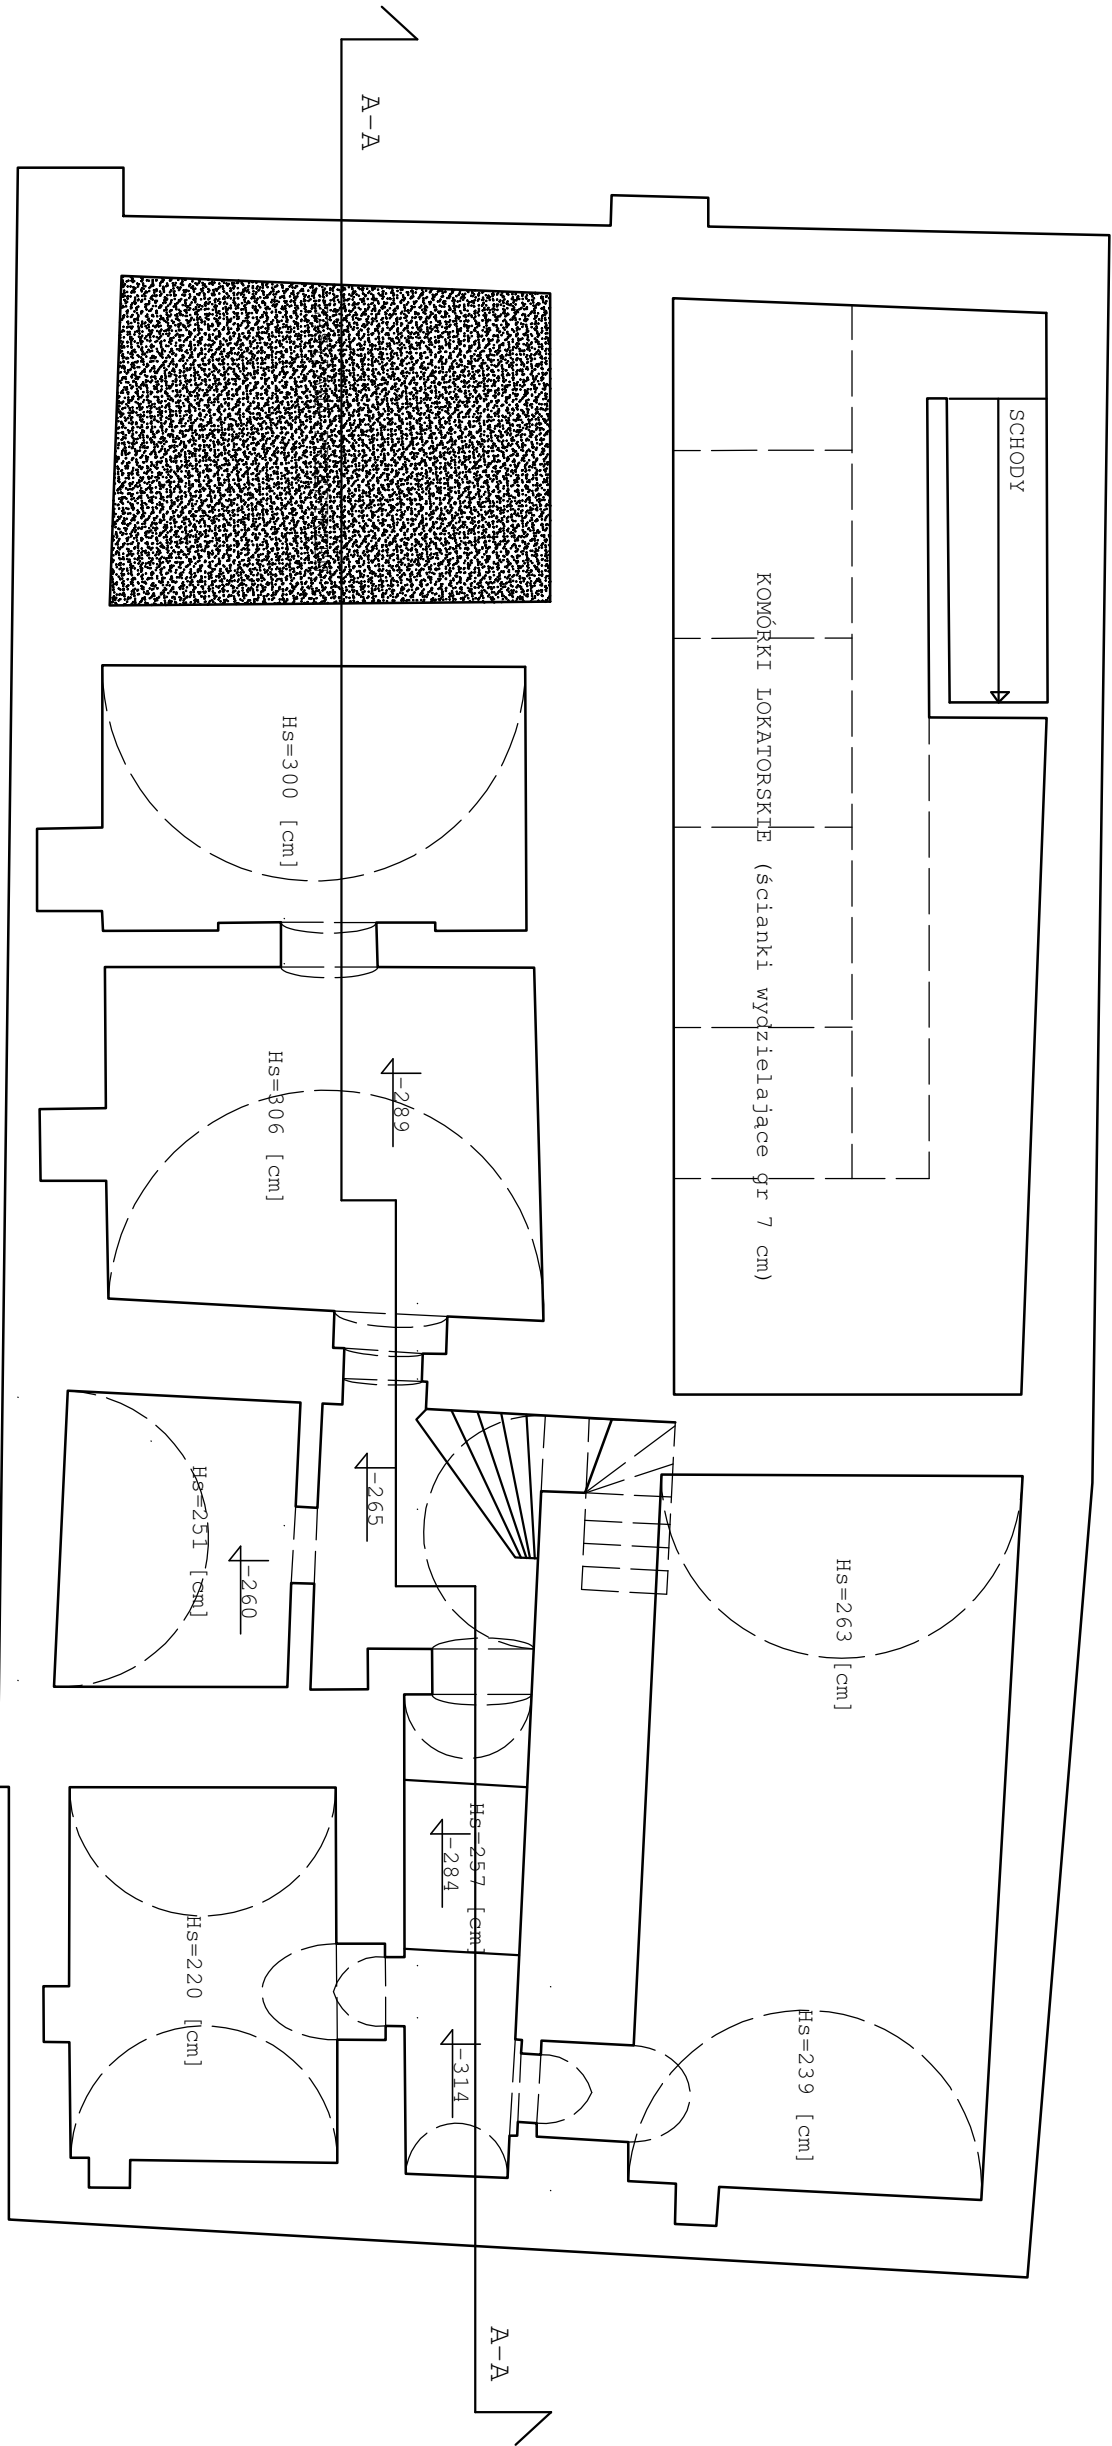 A-A
SCHODY
KOMÓRKI LOKATORSKIE (ścianki wydzielające gr 7 cm)
Hs=300 [cm]
-289
Hs=306 [cm]
-265
Hs=251 [cm]
-260
Hs=263 [cm]
Hs=257 [cm]
-284
Hs=220 [cm]
Hs=239 [cm]
-314
A-A